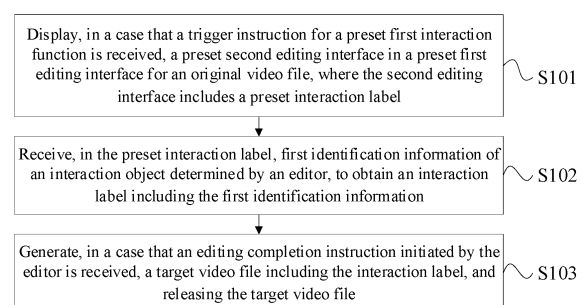 Display, in a case that a trigger instruction for a preset first interaction
function is received, a preset second editing interface in a preset first
editing interface for an original video file, where the second editing
interface includes a preset interaction label
S101
Receive, in the preset interaction label, first identification information of
an interaction object determined by an editor, to obtain an interaction
label including the first identification information
S102
Generate, in a case that an editing completion instruction initiated by the
editor is received, a target video file including the interaction label, and
releasing the target video file
S103